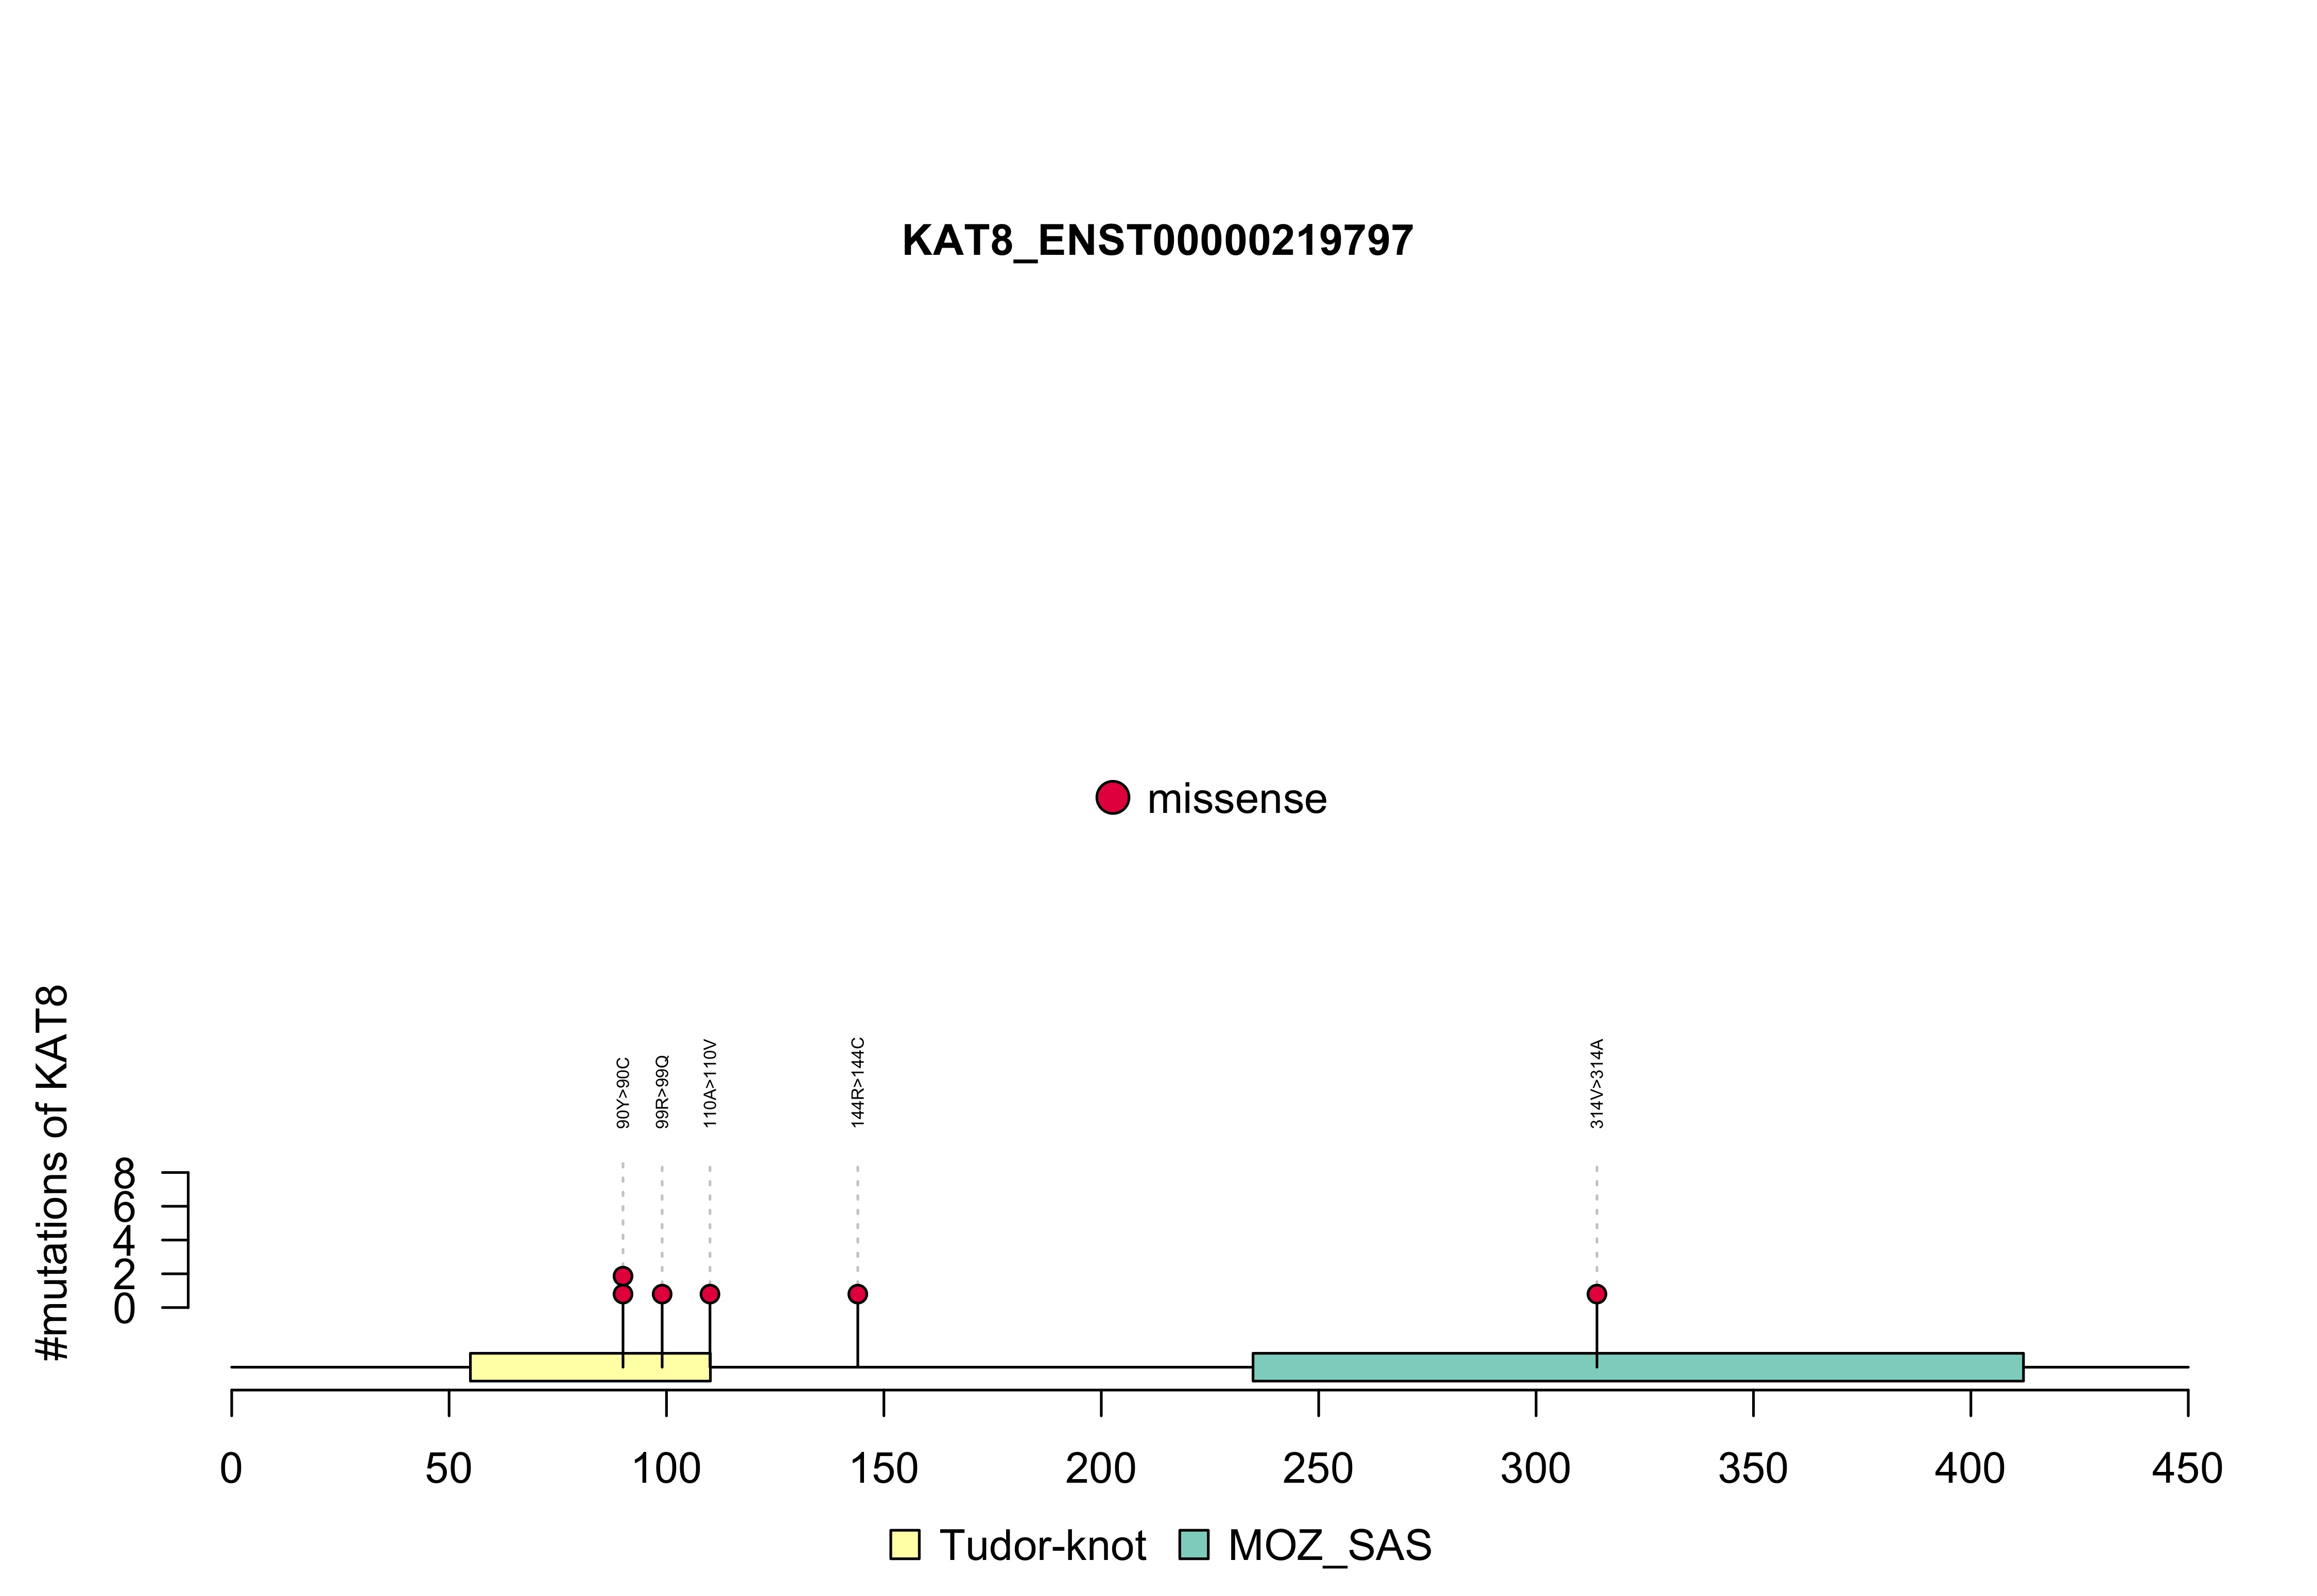 KAT8_ENST00000219797
missense
#mutations of KAT8
90Y>90C
99R>99Q
110A>110V
144R>144C
314V>314A
8
6
4
2
0
0 50 100 150 200 250 300 350 400 450
Tudor-knot MOZ_SAS